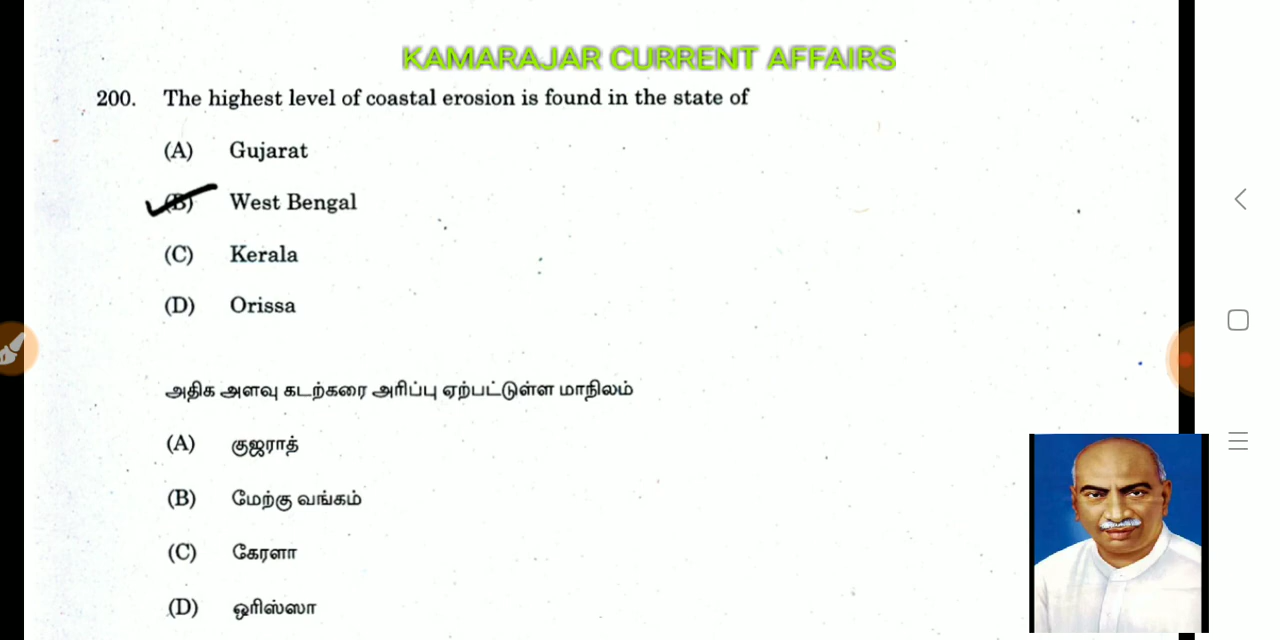 KAMARAJAR CURRENT AFFAIRS
200. The highest level of coastal erosion is found in the state of
(A) Gujarat
(B) West Bengal
(C) Kerala
(D) Orissa
அதிக அளவு கடற்கரை அரிப்பு ஏற்பட்டுள்ள மாநிலம்
(A) குஜராத்
(B) மேற்கு வங்கம்
(C) கேரளா
(D) ஒரிஸ்ஸா